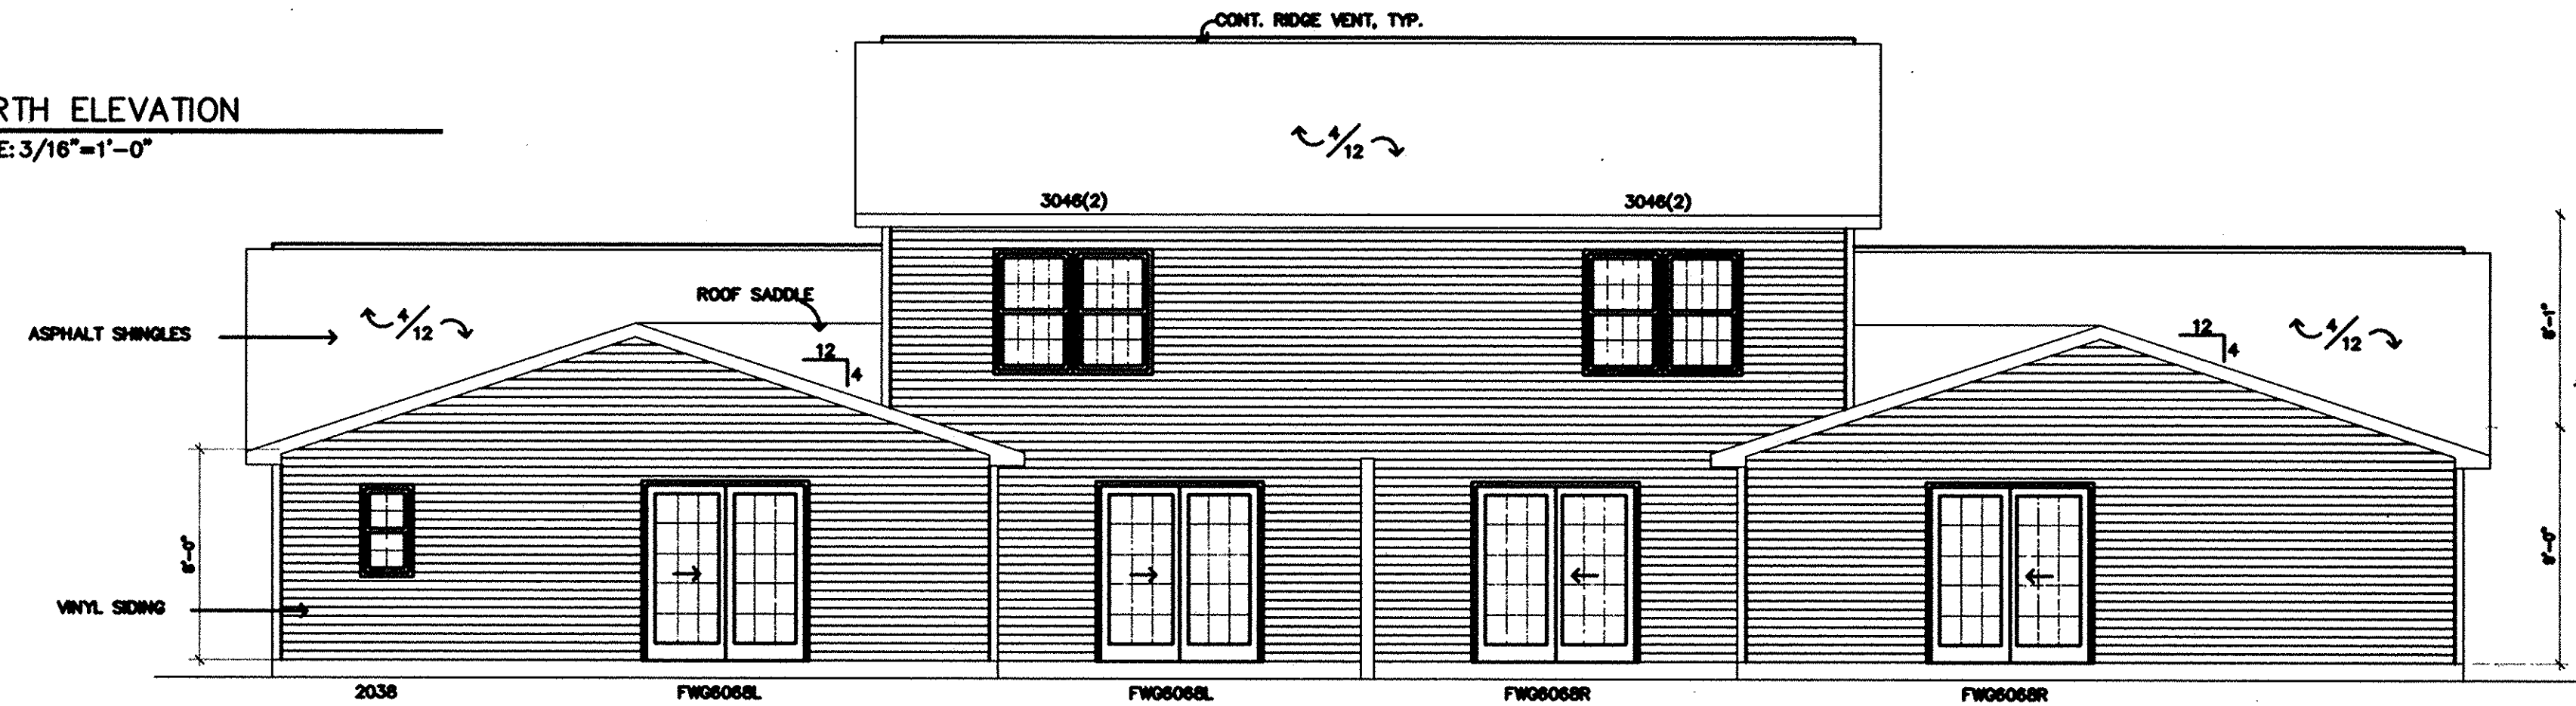 CONT. RIDGE VENT, TYP.
RTH ELEVATION
E: 3/16"=1'-0"
4/12
3046(2)
3046(2)
ROOF SADDLE
ASPHALT SHINGLES
4/12
12
4
12
4
4/12
8'-1"
8'-0"
9'-0"
VINYL SIDING
2038
FWG6068L
FWG6068L
FWG6068R
FWG6068R